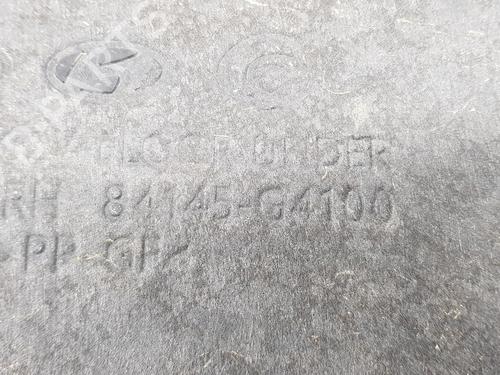 FLOOR UNDER
RH 84145-G4100
>PP GF<